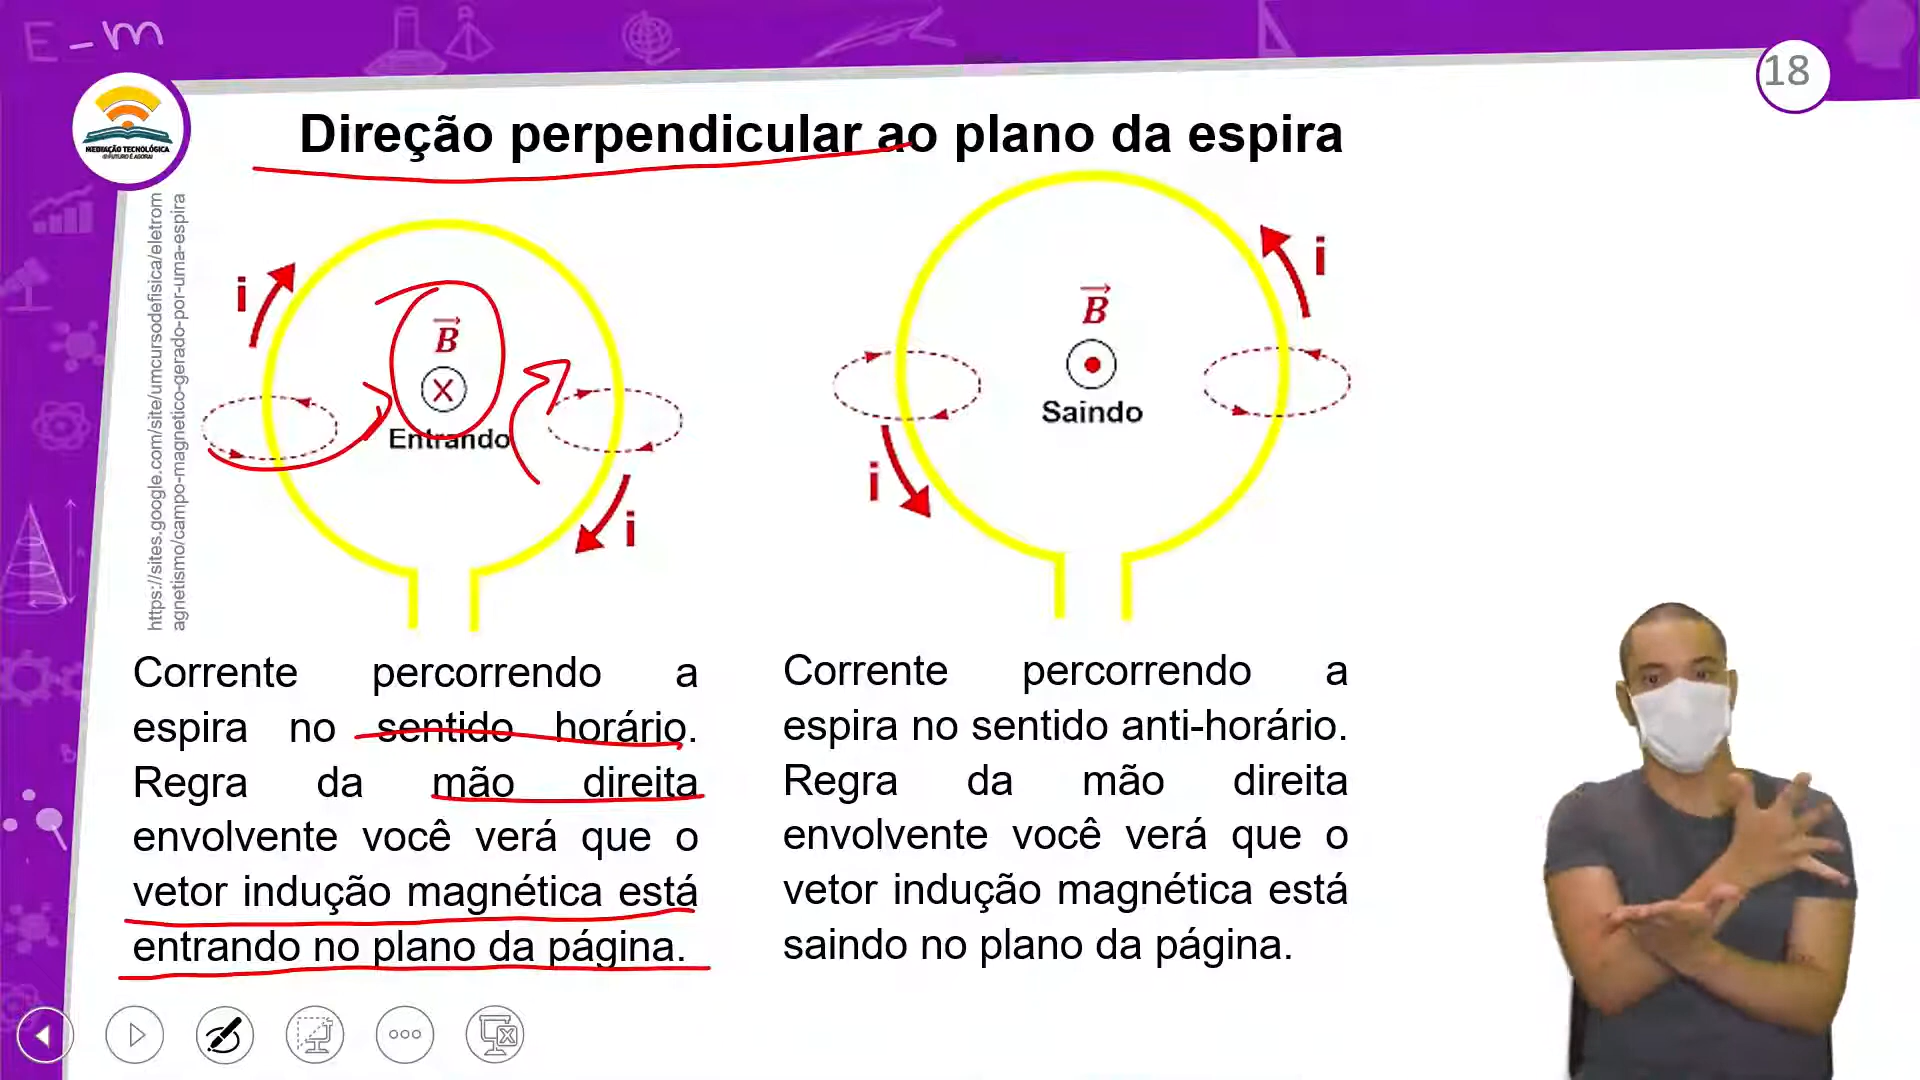 E = m
18
MEDIAÇÃO TECNOLÓGICA
Direção perpendicular ao plano da espira
https://sites.google.com/site/umcursodefisica/eletrom
agnetismo/campo-magnetico-gerado-por-uma-espira
i
B
X
Entrando
i
i
B
Saindo
i
Corrente percorrendo a
espira no sentido horário.
Regra da mão direita
envolvente você verá que o
vetor indução magnética está
entrando no plano da página.
Corrente percorrendo a
espira no sentido anti-horário.
Regra da mão direita
envolvente você verá que o
vetor indução magnética está
saindo no plano da página.